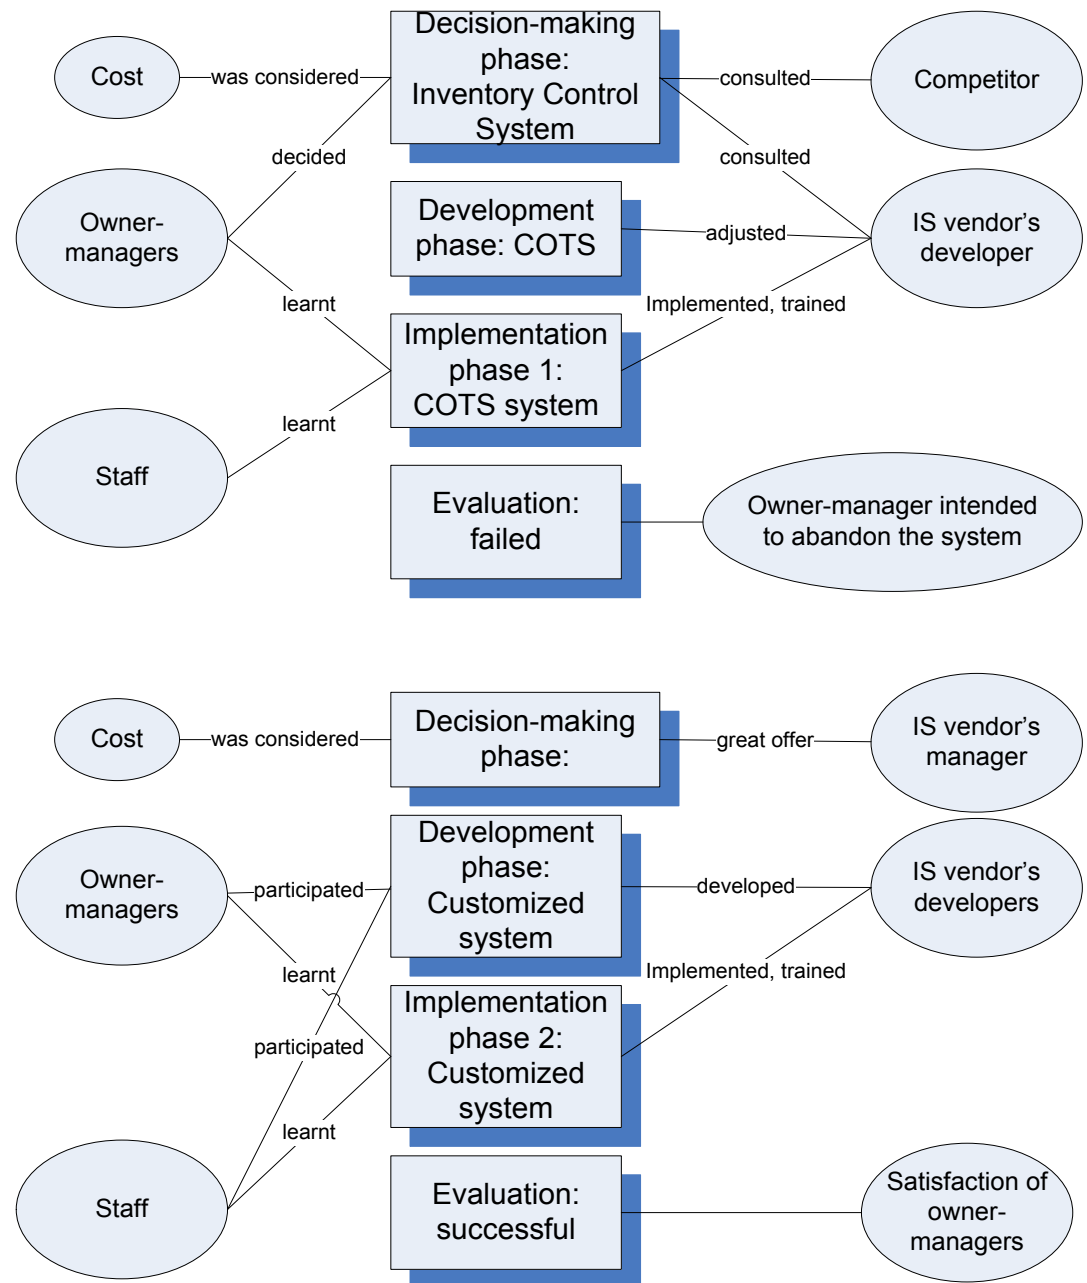 Decision-making
phase:
Inventory Control
System
Cost
was considered
consulted
Competitor
decided
consulted
Owner-
managers
Development
phase: COTS
adjusted
IS vendor’s
developer
learnt
Implemented, trained
Implementation
phase 1:
COTS system
learnt
Staff
Evaluation:
failed
Owner-manager intended
to abandon the system
Cost
was considered
Decision-making
phase:
great offer
IS vendor’s
manager
Owner-
managers
participated
Development
phase:
Customized
system
developed
IS vendor’s
developers
learnt
Implemented, trained
Implementation
phase 2:
Customized
system
participated
learnt
Staff
Evaluation:
successful
Satisfaction of
owner-
managers